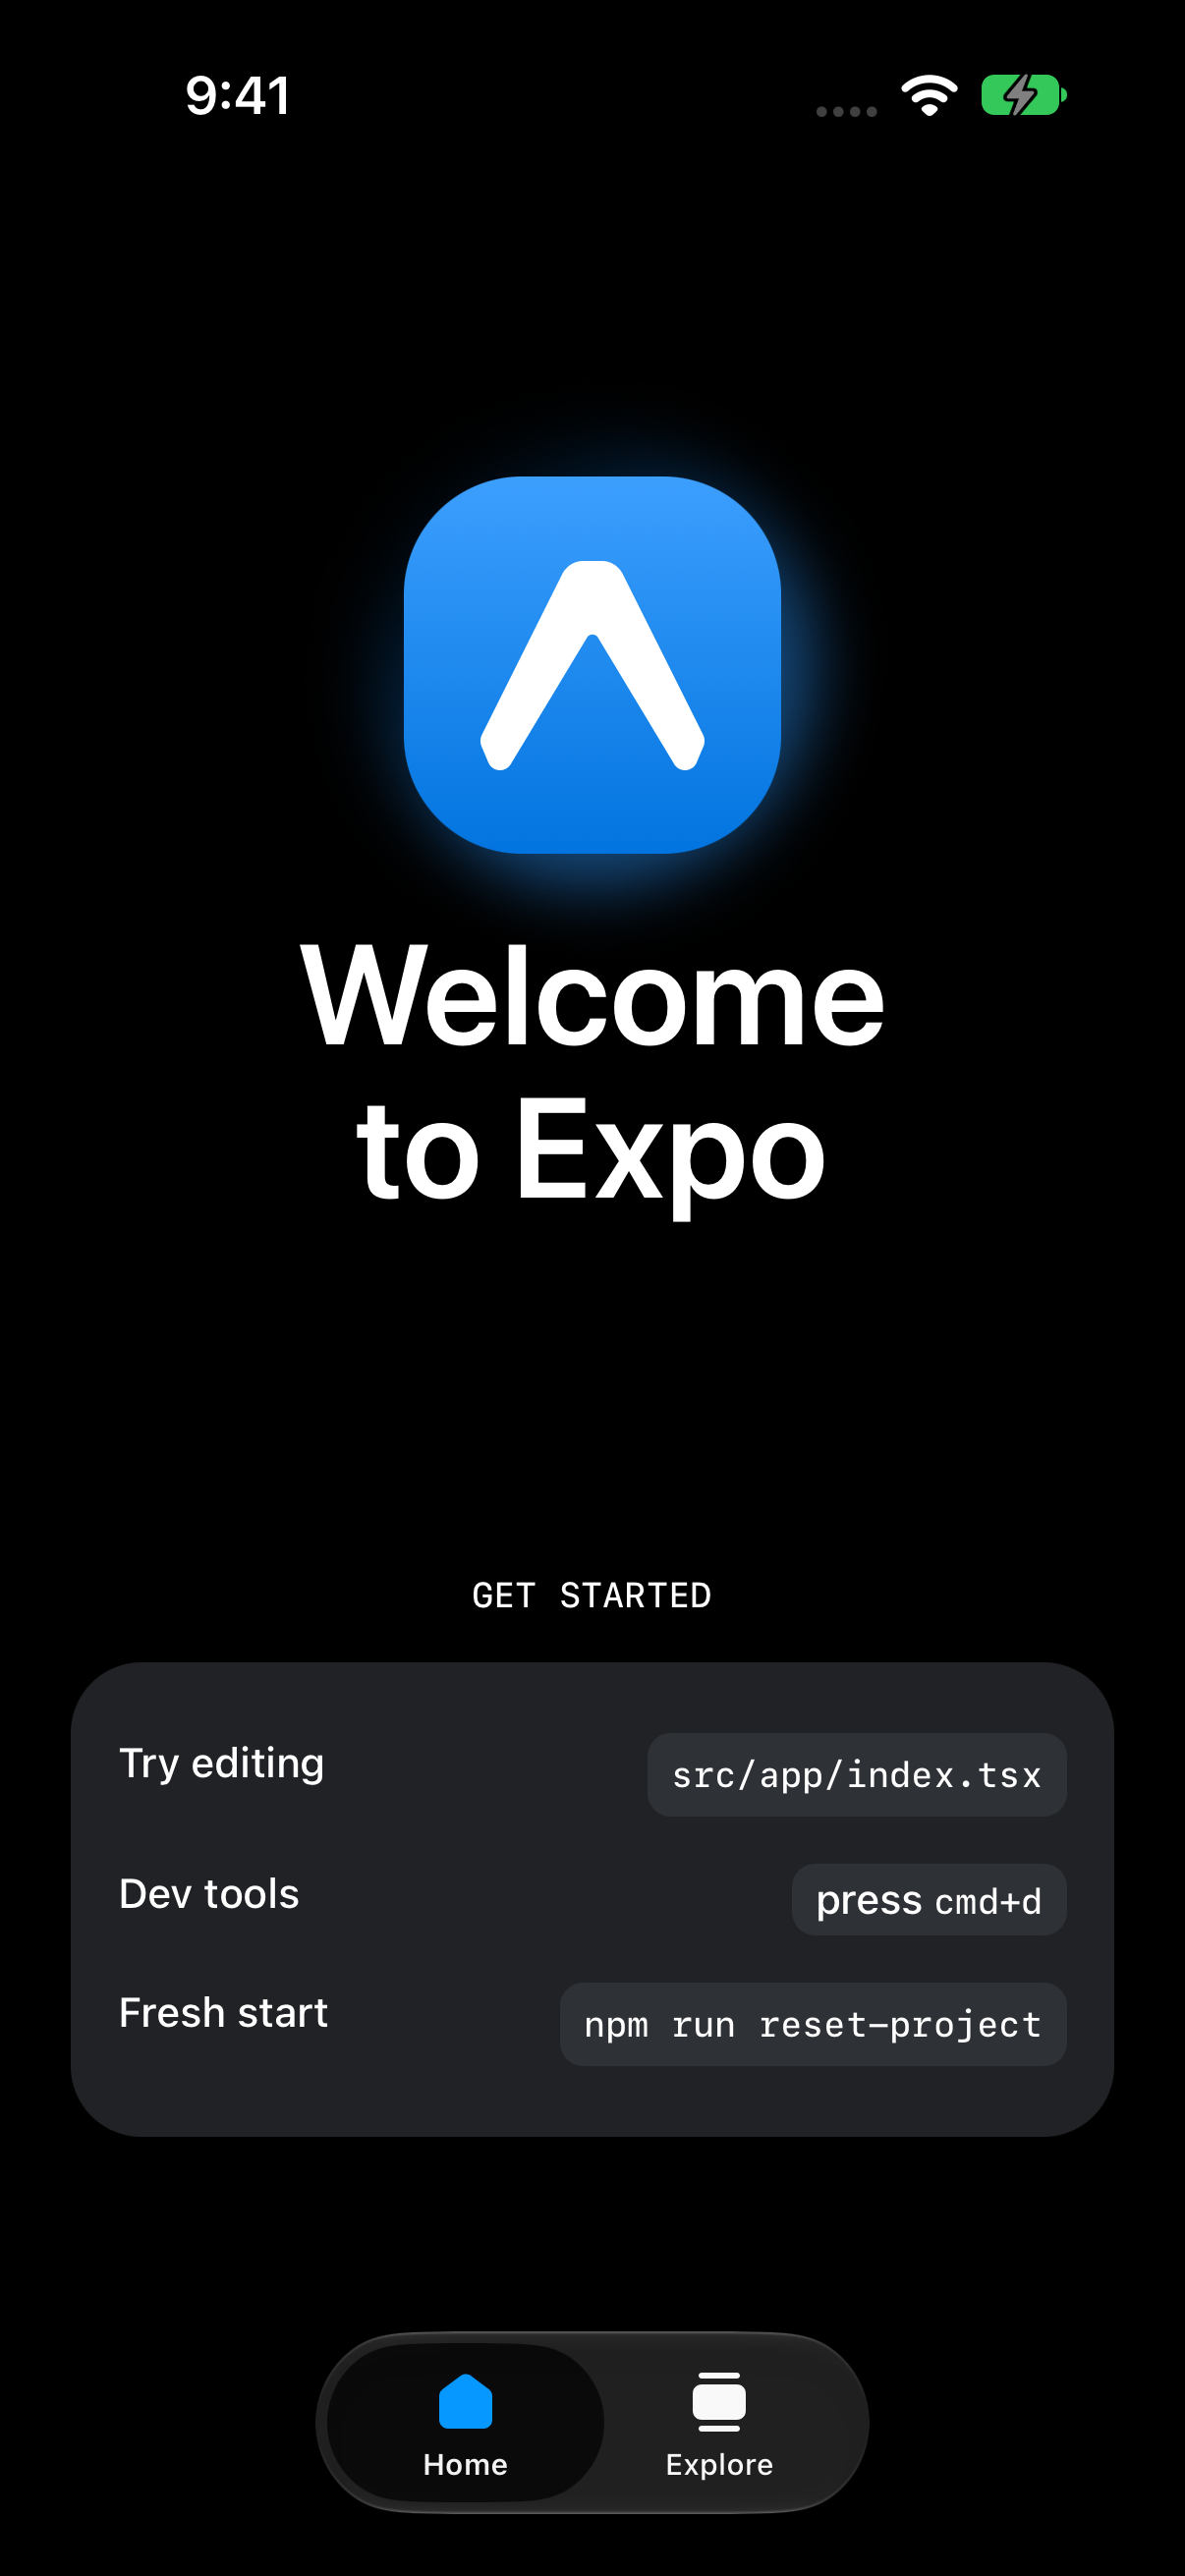 9:41
Welcome
to Expo
GET STARTED
Try editing src/app/index.tsx
Dev tools press cmd+d
Fresh start npm run reset-project
Home Explore